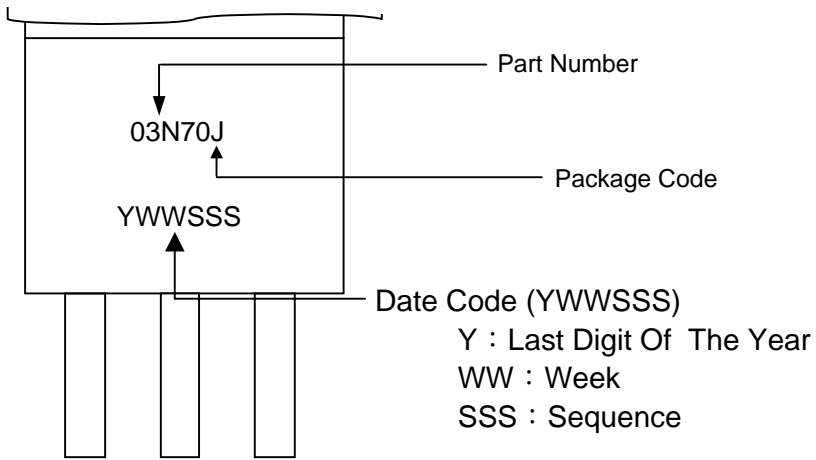 Part Number
03N70J
Package Code
YWWSSS
Date Code (YWWSSS)
Y：Last Digit Of The Year
WW：Week
SSS：Sequence